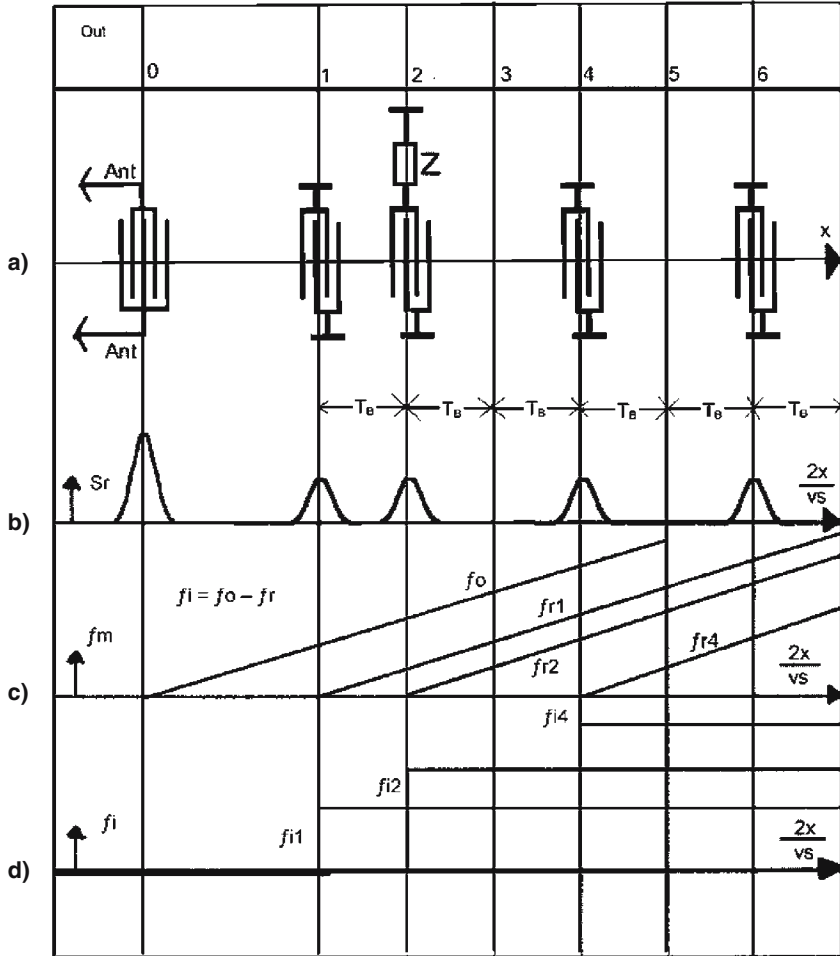 Out
0 1 2 3 4 5 6
Z
Ant
x
a)
Ant
T_B T_B T_B T_B T_B T_B
Sr
2x
vs
b)
fo
fi = fo – fr
fr1
fm
fr2
fr4
2x
vs
c)
fi4
fi2
fi
fi1
2x
vs
d)